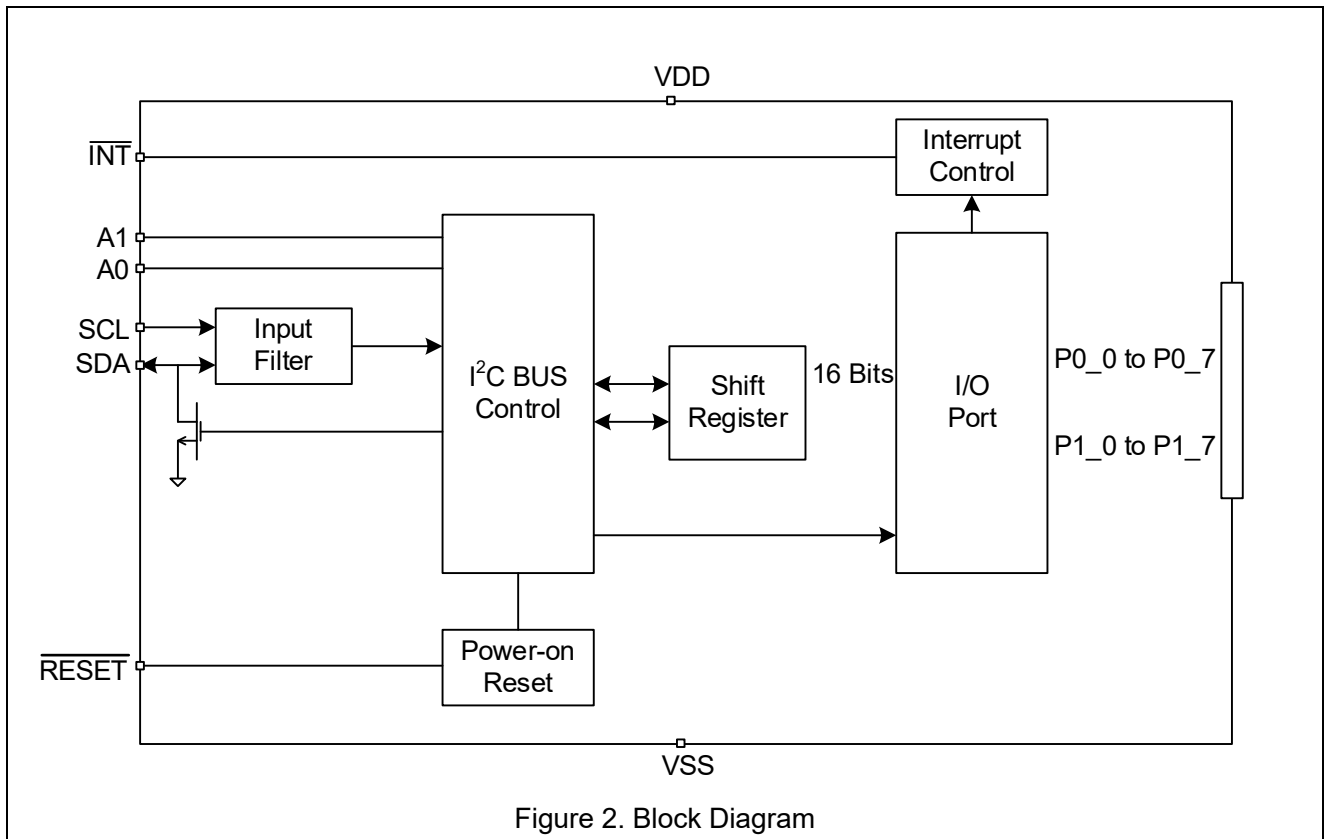 VDD
INT
Interrupt
Control
A1
A0
SCL
SDA
Input
Filter
I²C BUS
Control
Shift
Register
16 Bits
I/O
Port
P0_0 to P0_7
P1_0 to P1_7
RESET
Power-on
Reset
VSS
Figure 2. Block Diagram